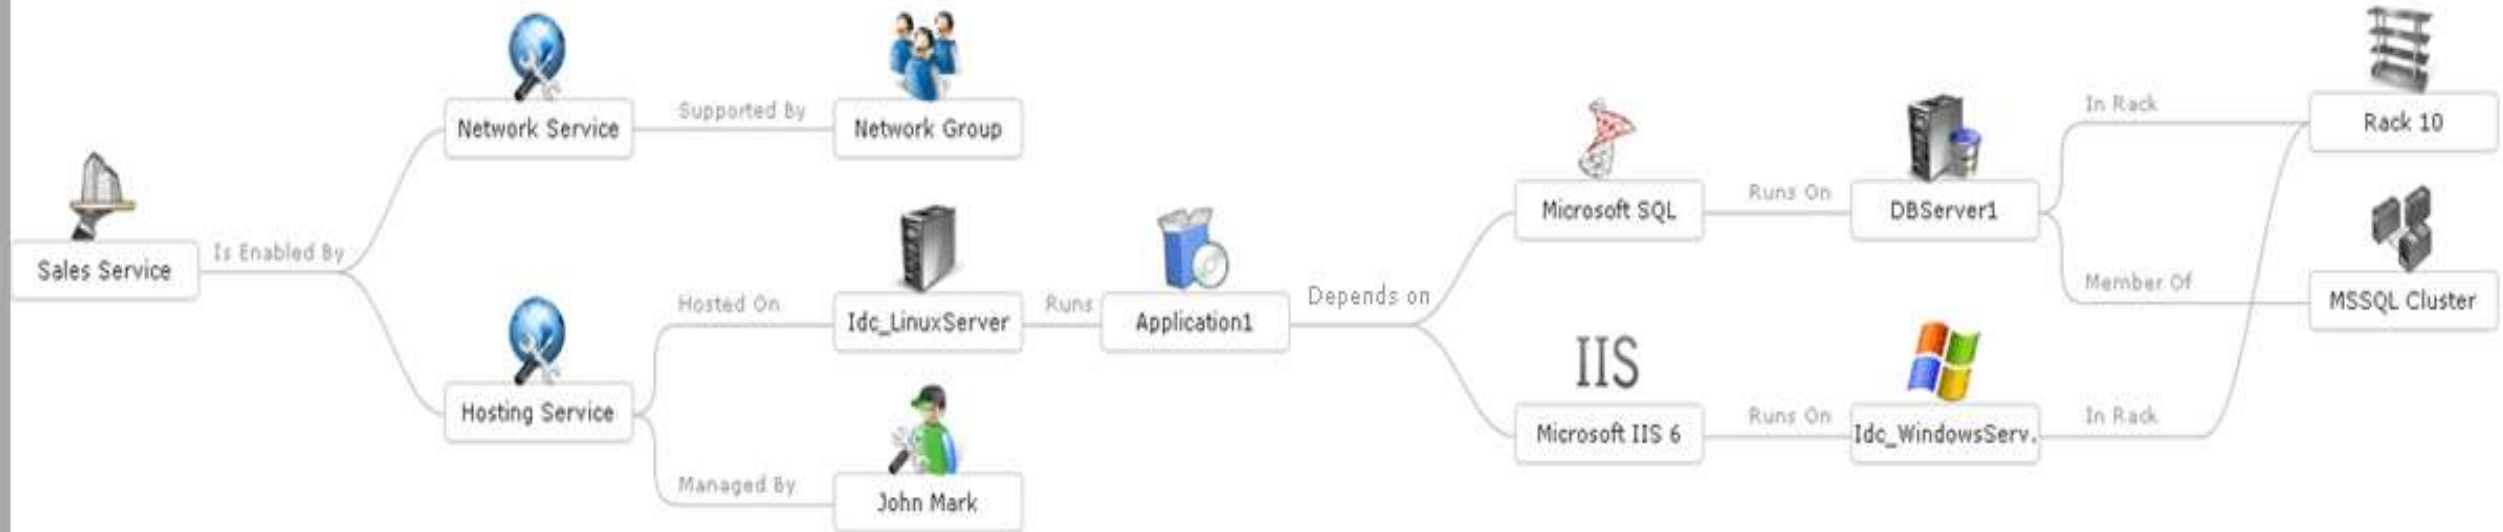 Network Service
Supported By
Network Group
Sales Service
Is Enabled By
Hosting Service
Hosted On
Idc_LinuxServer
Runs
Application1
Managed By
John Mark
Depends on
Microsoft SQL
Runs On
DBServer1
In Rack
Rack 10
Member Of
MSSQL Cluster
IIS
Microsoft IIS 6
Runs On
Idc_WindowsServ.
In Rack